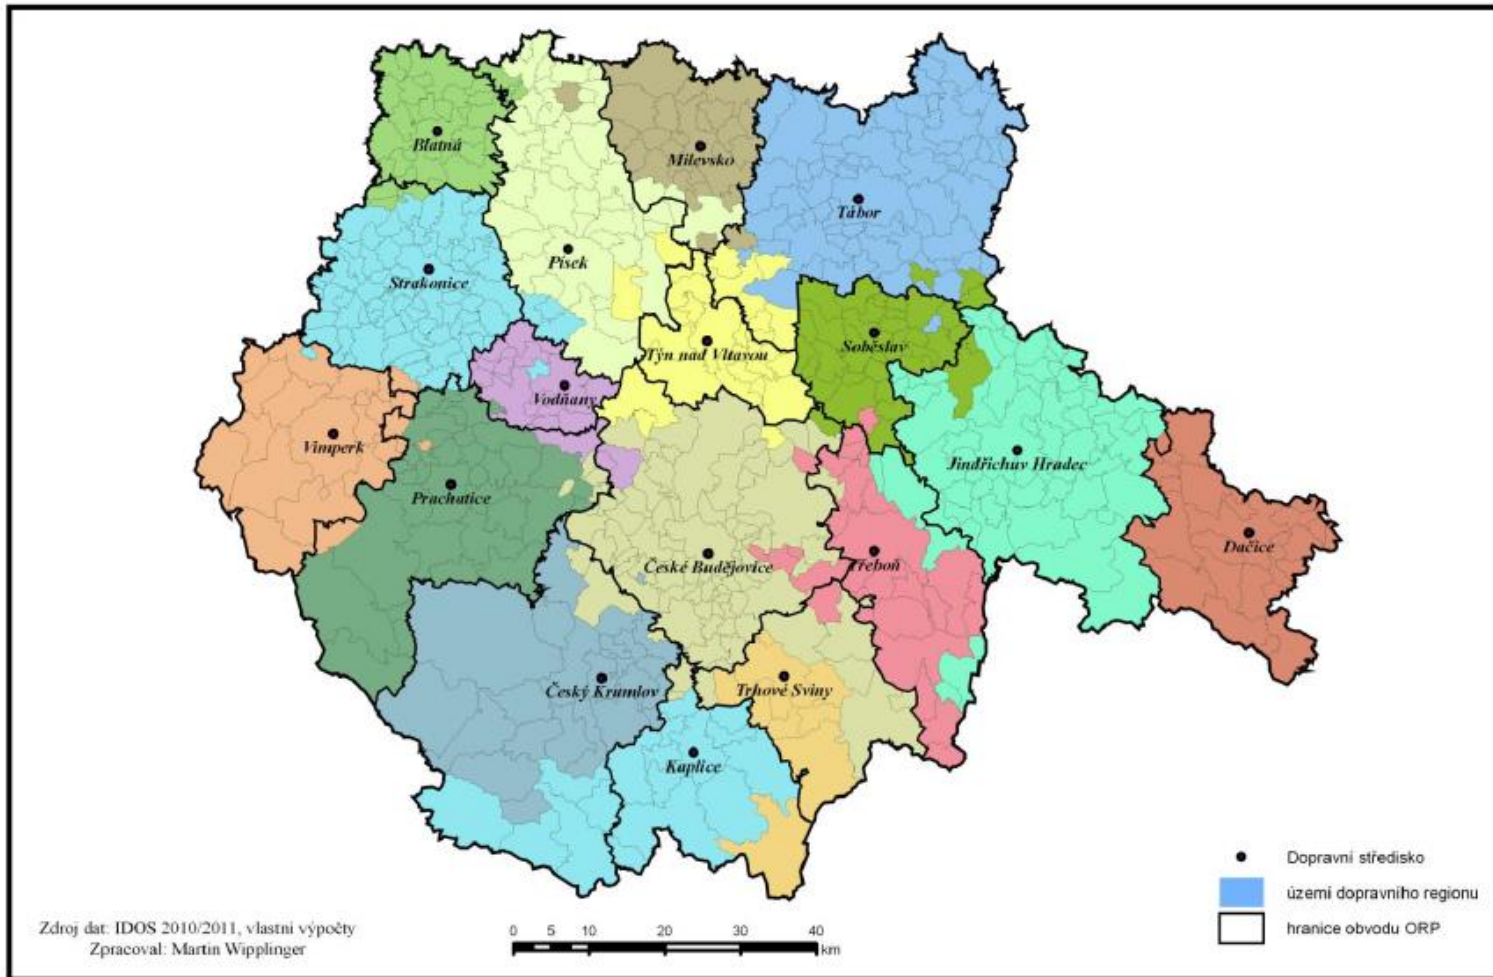 Blatná
Milevsko
Tábor
Písek
Strakonice
Týn nad Vltavou
Soběslav
Vodňany
Vimperk
Jindřichuv Hradec
Prachatice
Dačice
České Budějovice
Třeboň
Český Krumlov
Trhové Sviny
Kaplice
Dopravní středisko
území dopravního regionu
hranice obvodu ORP
Zdroj dat: IDOS 2010/2011, vlastní výpočty
Zpracoval: Martin Wipplinger
0 5 10 20 30 40
km